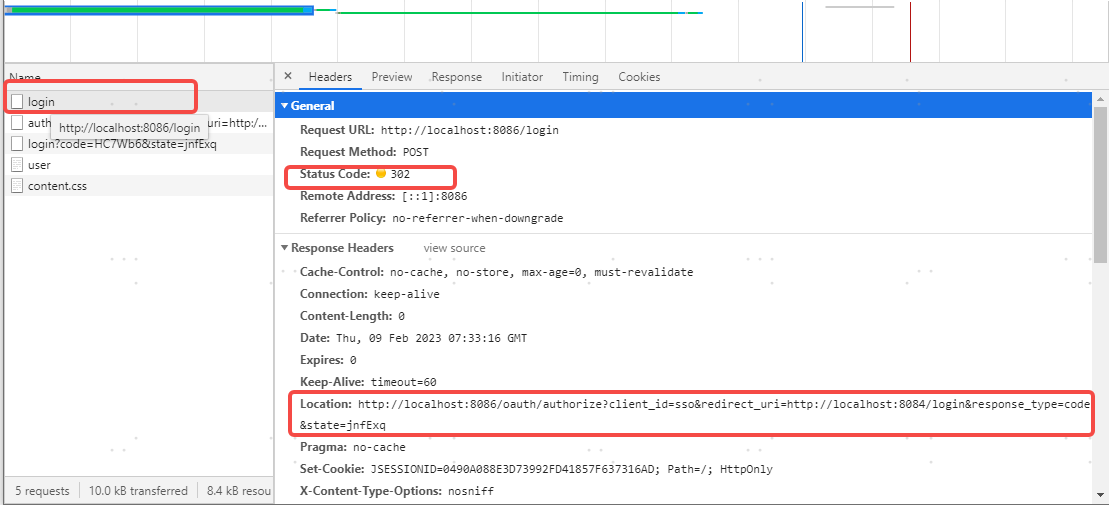 Name
login
auth
uri=http:/...
http://localhost:8086/login
login?code=HC7Wb6&state=jnfExq
user
content.css
5 requests
10.0 kB transferred
8.4 kB resou
× Headers Preview Response Initiator Timing Cookies
General
Request URL: http://localhost:8086/login
Request Method: POST
Status Code: 302
Remote Address: [::1]:8086
Referrer Policy: no-referrer-when-downgrade
Response Headers view source
Cache-Control: no-cache, no-store, max-age=0, must-revalidate
Connection: keep-alive
Content-Length: 0
Date: Thu, 09 Feb 2023 07:33:16 GMT
Expires: 0
Keep-Alive: timeout=60
Location: http://localhost:8086/oauth/authorize?client_id=sso&redirect_uri=http://localhost:8084/login&response_type=code
&state=jnfExq
Pragma: no-cache
Set-Cookie: JSESSIONID=0490A088E3D73992FD41857F637316AD; Path=/; HttpOnly
X-Content-Type-Options: nosniff